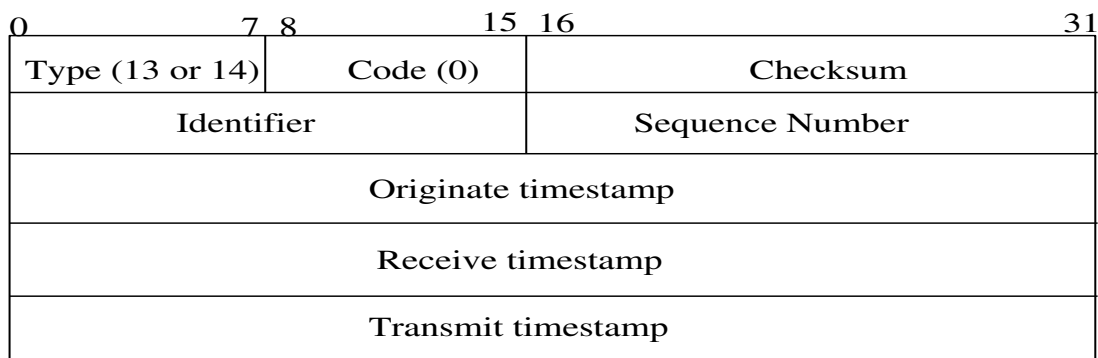 0 7 8 15 16 31
Type (13 or 14) Code (0) Checksum
Identifier Sequence Number
Originate timestamp
Receive timestamp
Transmit timestamp